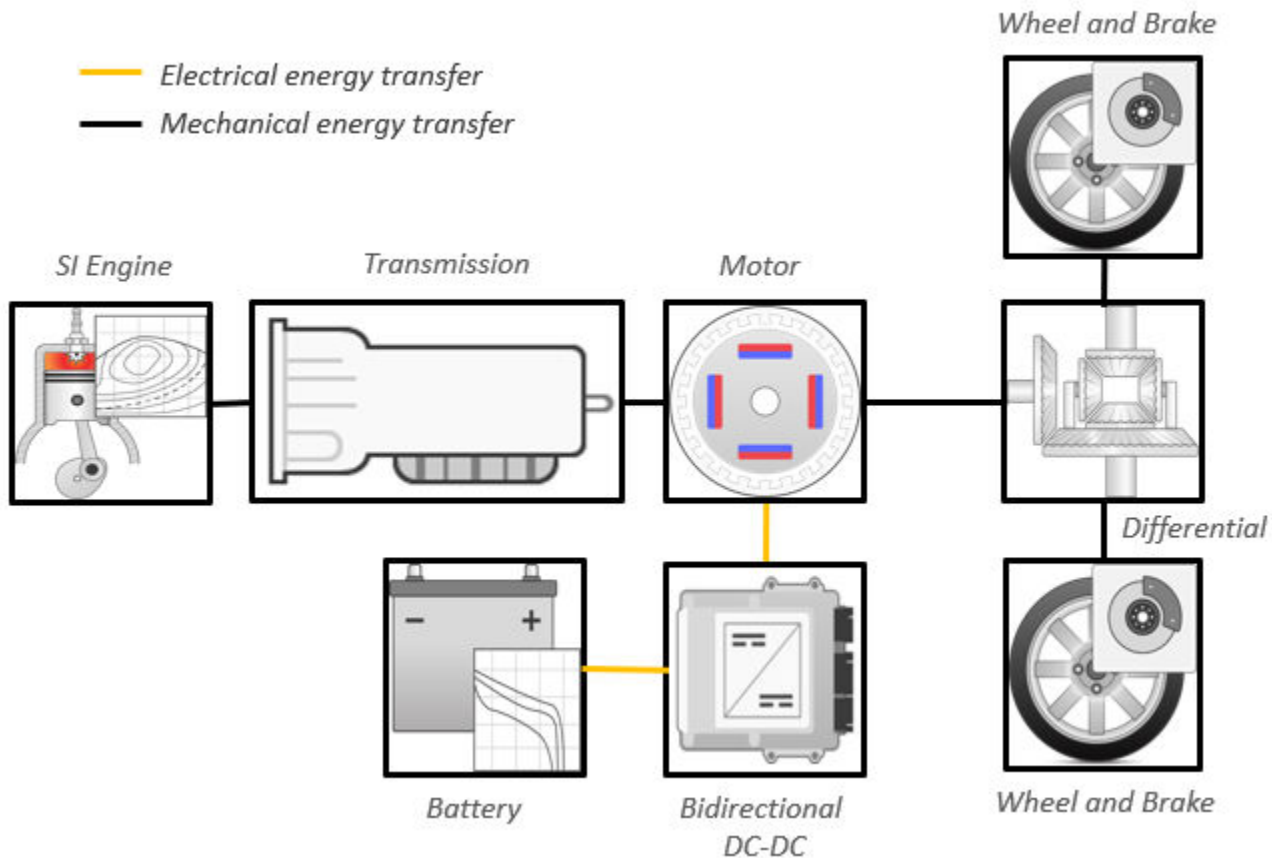 Wheel and Brake
Electrical energy transfer
Mechanical energy transfer
SI Engine
Transmission
Motor
Differential
Battery
Bidirectional
DC-DC
Wheel and Brake